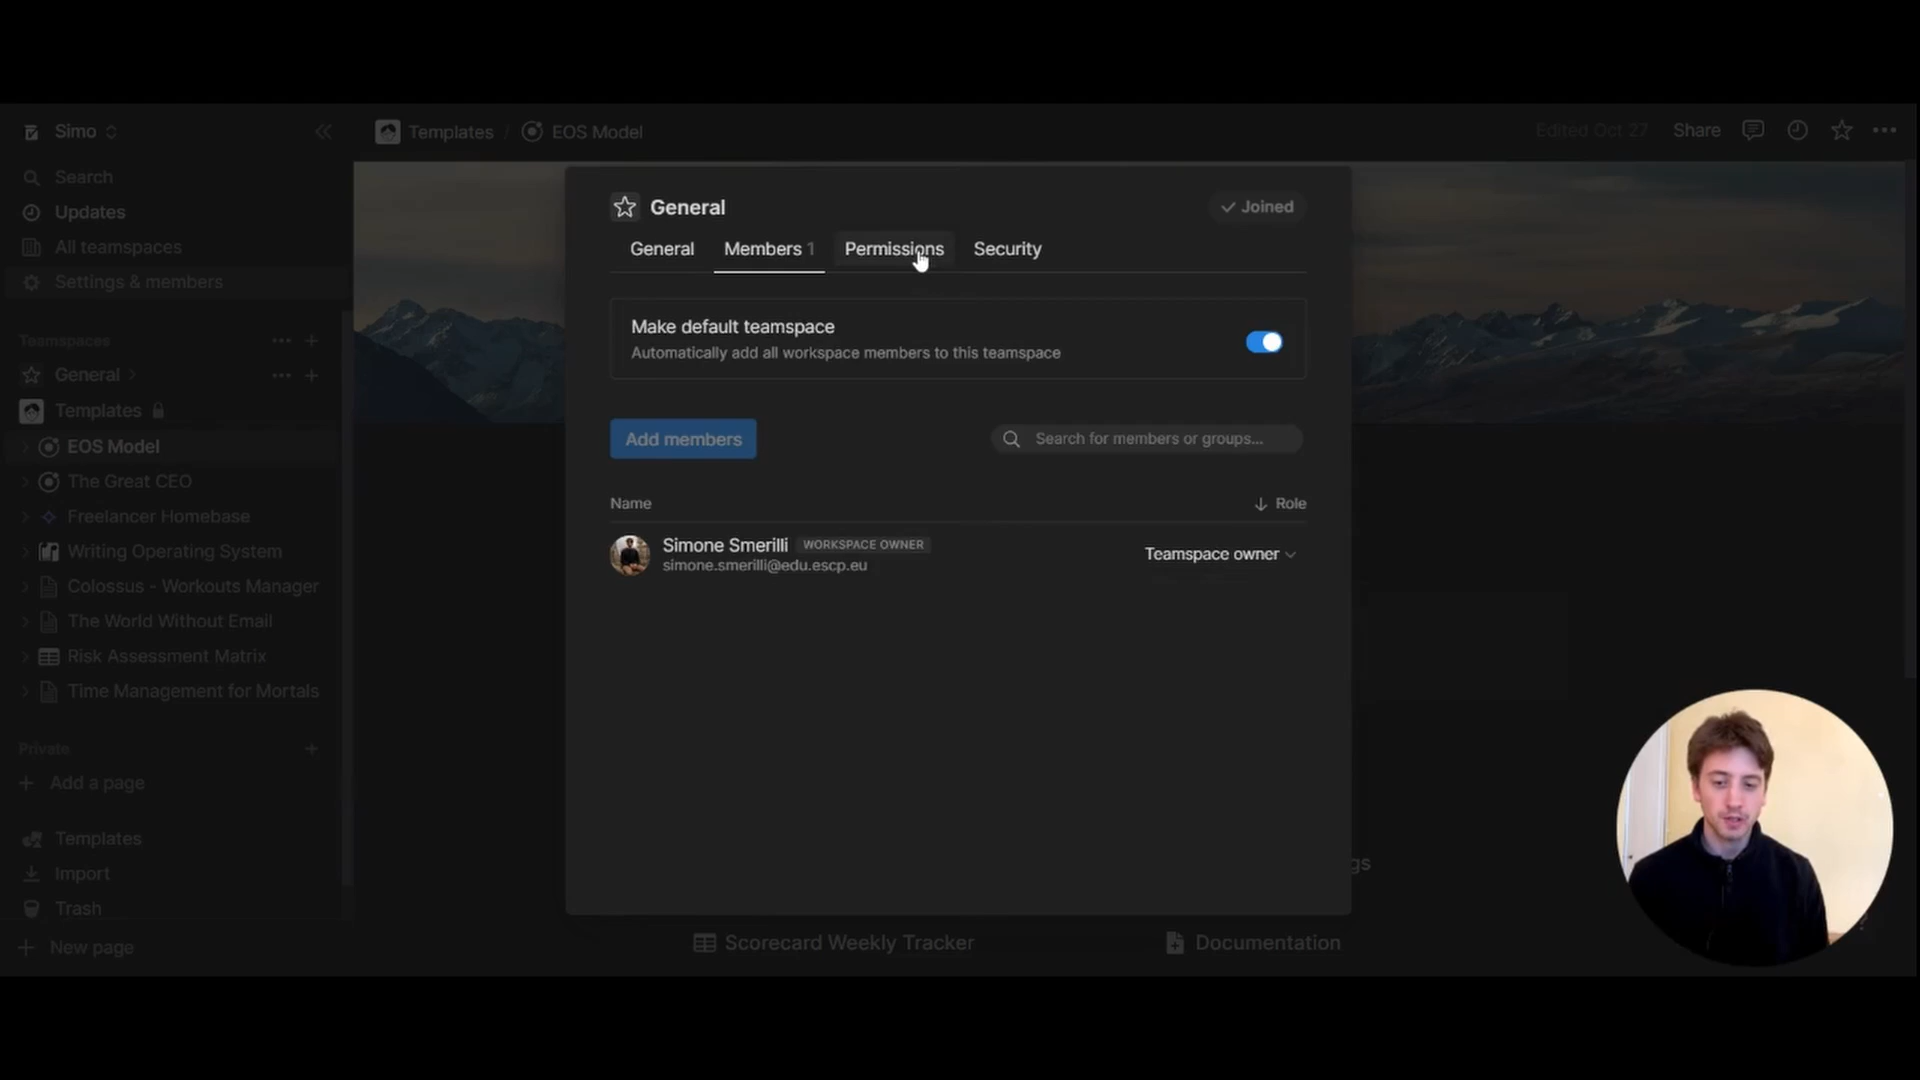 Simo
Templates / EOS Model
Edited Oct 27
Share
Search
Updates
All teamspaces
Settings & members
Teamspaces
General
Templates
EOS Model
The Great CEO
Freelancer Homebase
Writing Operating System
Colossus - Workouts Manager
The World Without Email
Risk Assessment Matrix
Time Management for Mortals
Private
Add a page
Templates
Import
Trash
New page
General
Joined
General
Members 1
Permissions
Security
Make default teamspace
Automatically add all workspace members to this teamspace
Add members
Search for members or groups...
Name
Role
Simone Smerilli WORKSPACE OWNER
simone.smerilli@edu.escp.eu
Teamspace owner
gs
Scorecard Weekly Tracker
Documentation